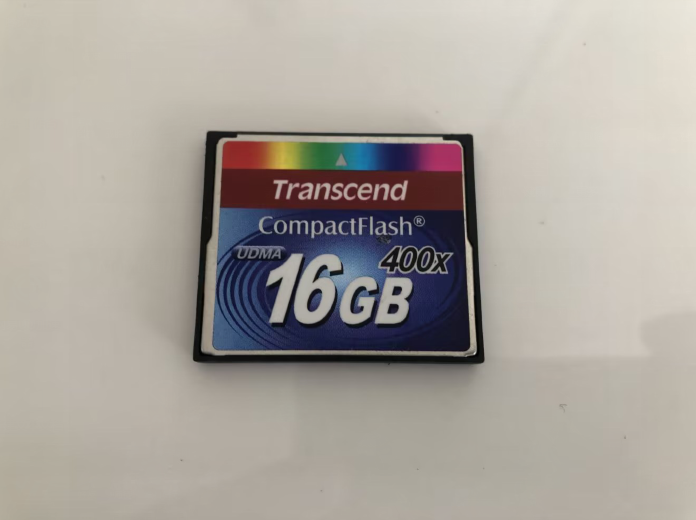 Transcend
CompactFlash®
UDMA 400x
16GB